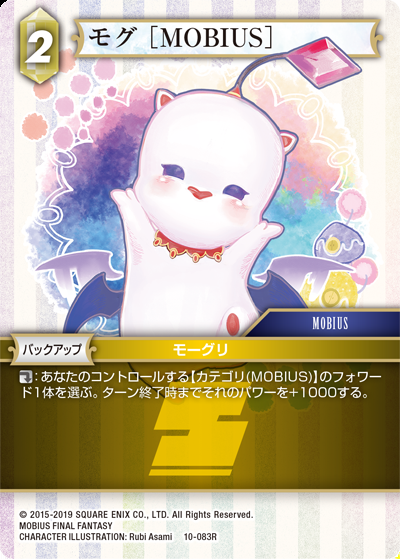 2
モグ［MOBIUS］
MOBIUS
バックアップ
モーグリ
：あなたのコントロールする【カテゴリ(MOBIUS)】のフォワー
ド1体を選ぶ。ターン終了時までそれのパワーを+1000する。
© 2015-2019 SQUARE ENIX CO., LTD. All Rights Reserved.
MOBIUS FINAL FANTASY
CHARACTER ILLUSTRATION: Rubi Asami 10-083R